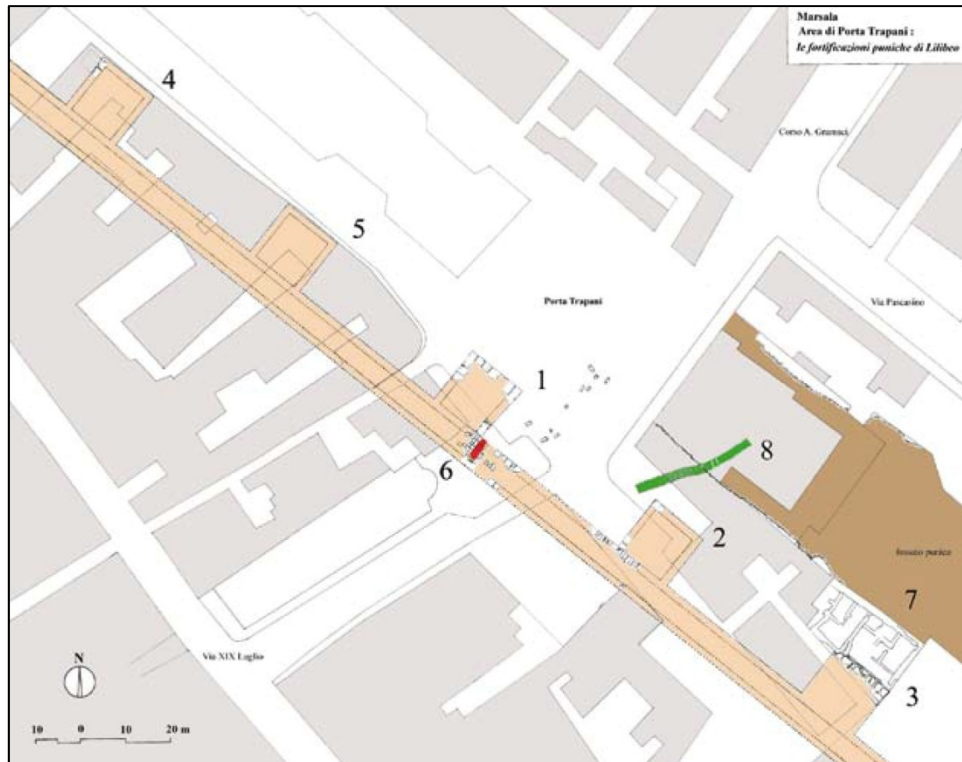 Marsala
Area di Porta Trapani :
le fortificazioni puniche di Lilibeo
4
Corso A. Gramsci
5
Porta Trapani
Via Pascasino
1
8
6
2
fossato punico
7
Via XIX Luglio
N
3
10 0 10 20 m